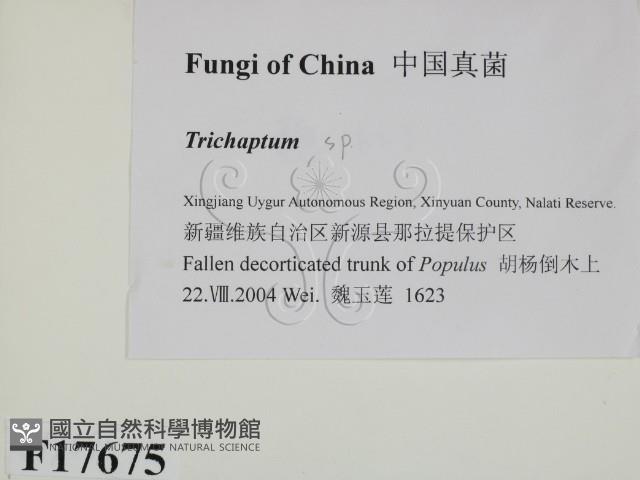 Fungi of China 中国真菌
Trichaptum sp.
Xingjiang Uygur Autonomous Region, Xinyuan County, Nalati Reserve.
新疆维族自治区新源县那拉提保护区
Fallen decorticated trunk of Populus 胡杨倒木上
22.Ⅷ.2004 Wei. 魏玉莲 1623
國立自然科學博物館
NATIONAL MUSEUM OF NATURAL SCIENCE
F17675